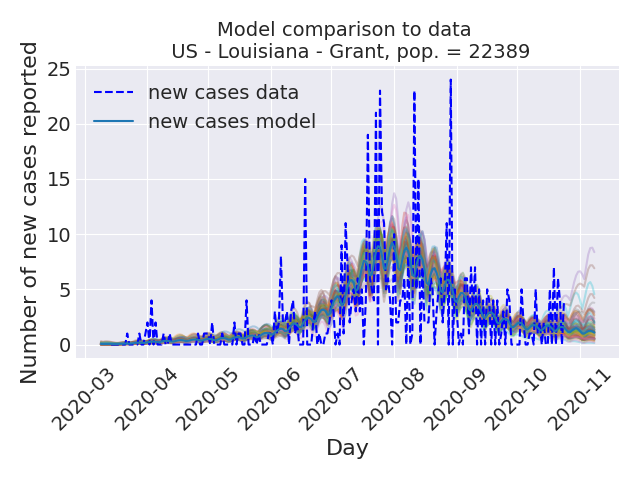 Model comparison to data
US - Louisiana - Grant, pop. = 22389
Number of new cases reported
25
20
15
10
5
0
new cases data
new cases model
2020-03
2020-04
2020-05
2020-06
2020-07
2020-08
2020-09
2020-10
2020-11
Day